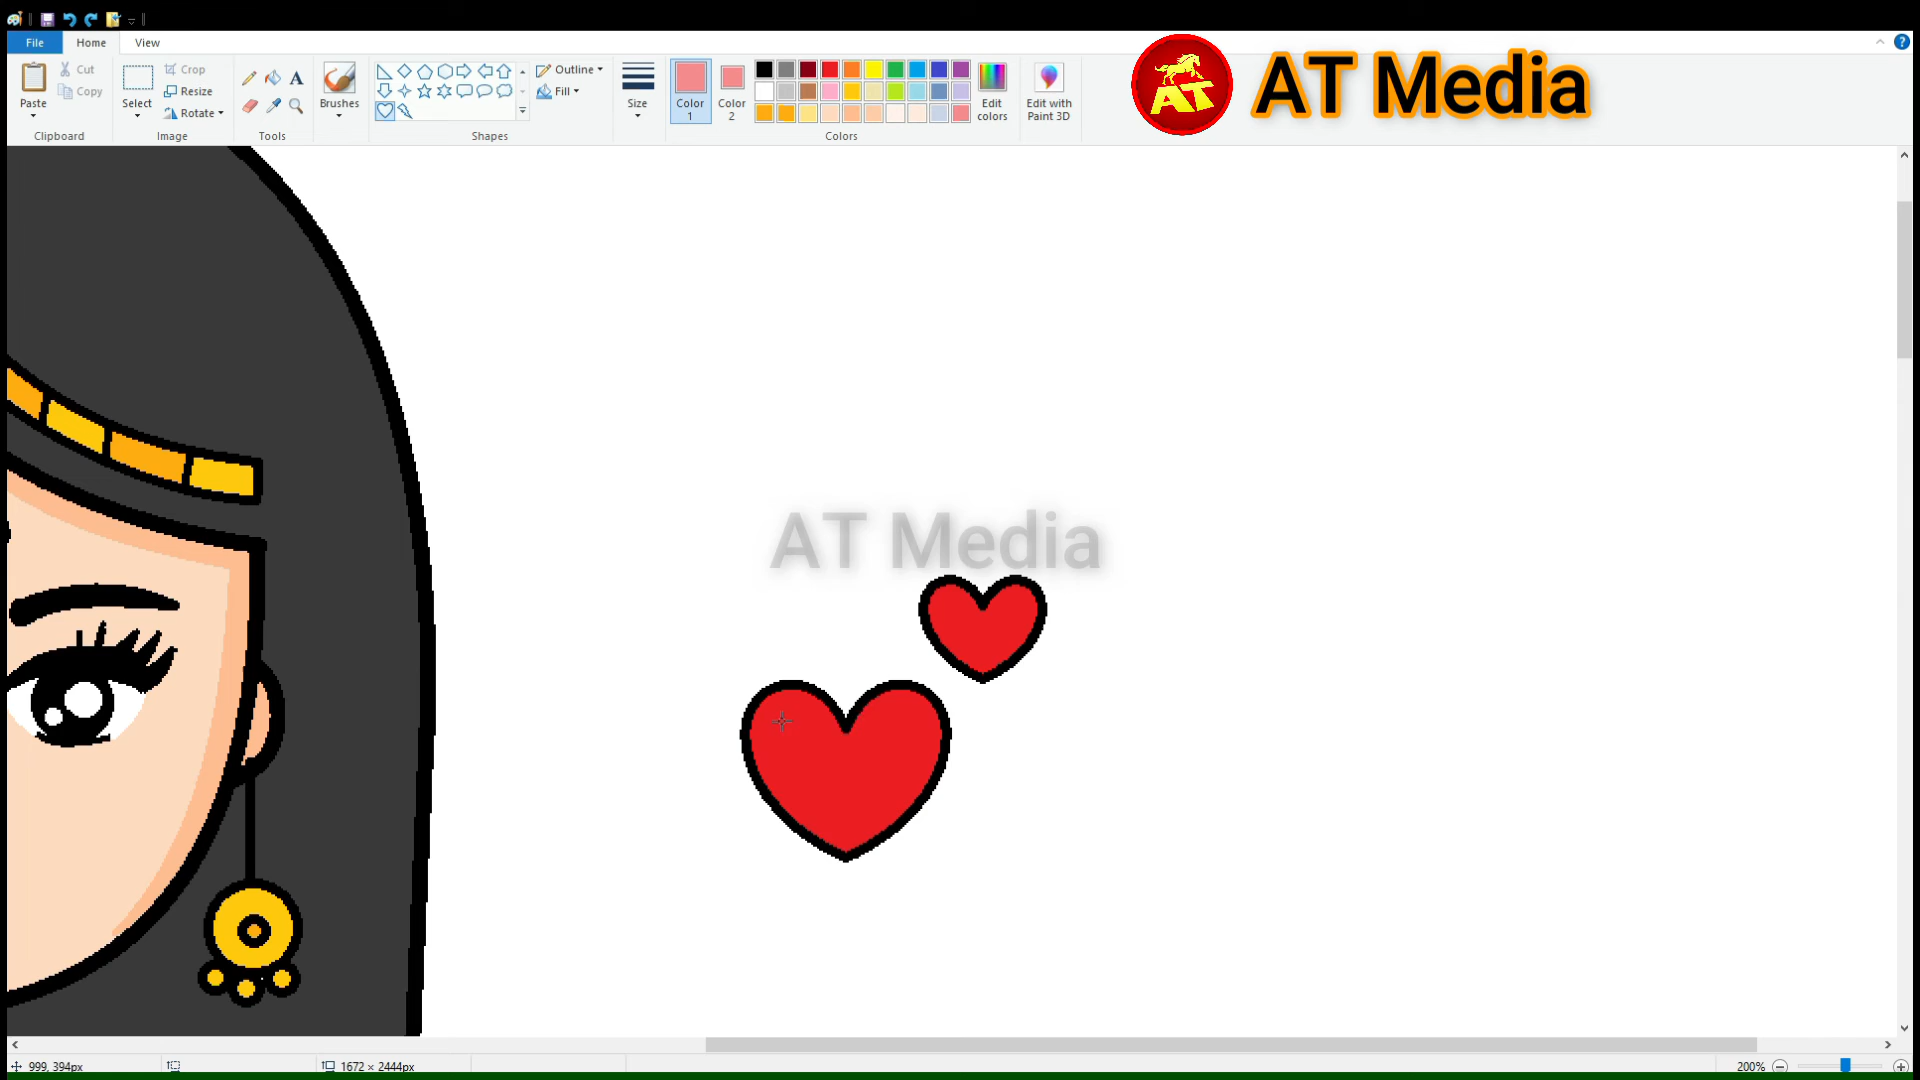 File Home View
Paste
Cut
Copy
Clipboard
Select
Crop
Resize
Rotate
Image
A
Tools
Brushes
Outline
Fill
Shapes
Size
Color 1
Color 2
Edit colors
Colors
Edit with Paint 3D
AT
AT Media
?
AT Media
999, 394px
1672 × 2444px
200%